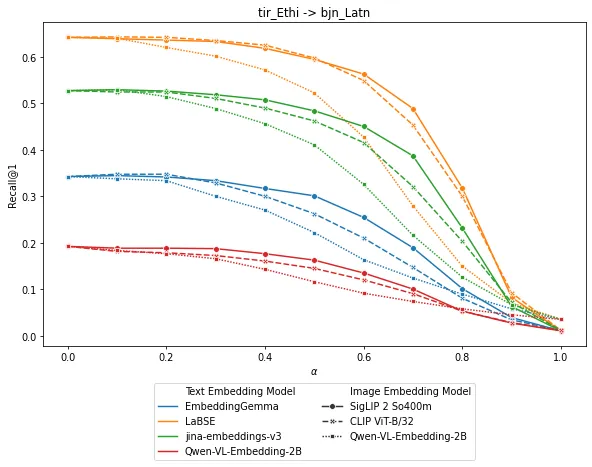 tir_Ethi -> bjn_Latn
Recall@1
0.6
0.5
0.4
0.3
0.2
0.1
0.0
0.0 0.2 0.4 0.6 0.8 1.0
α
Text Embedding Model
EmbeddingGemma
LaBSE
jina-embeddings-v3
Qwen-VL-Embedding-2B
Image Embedding Model
SigLIP 2 So400m
CLIP ViT-B/32
Qwen-VL-Embedding-2B